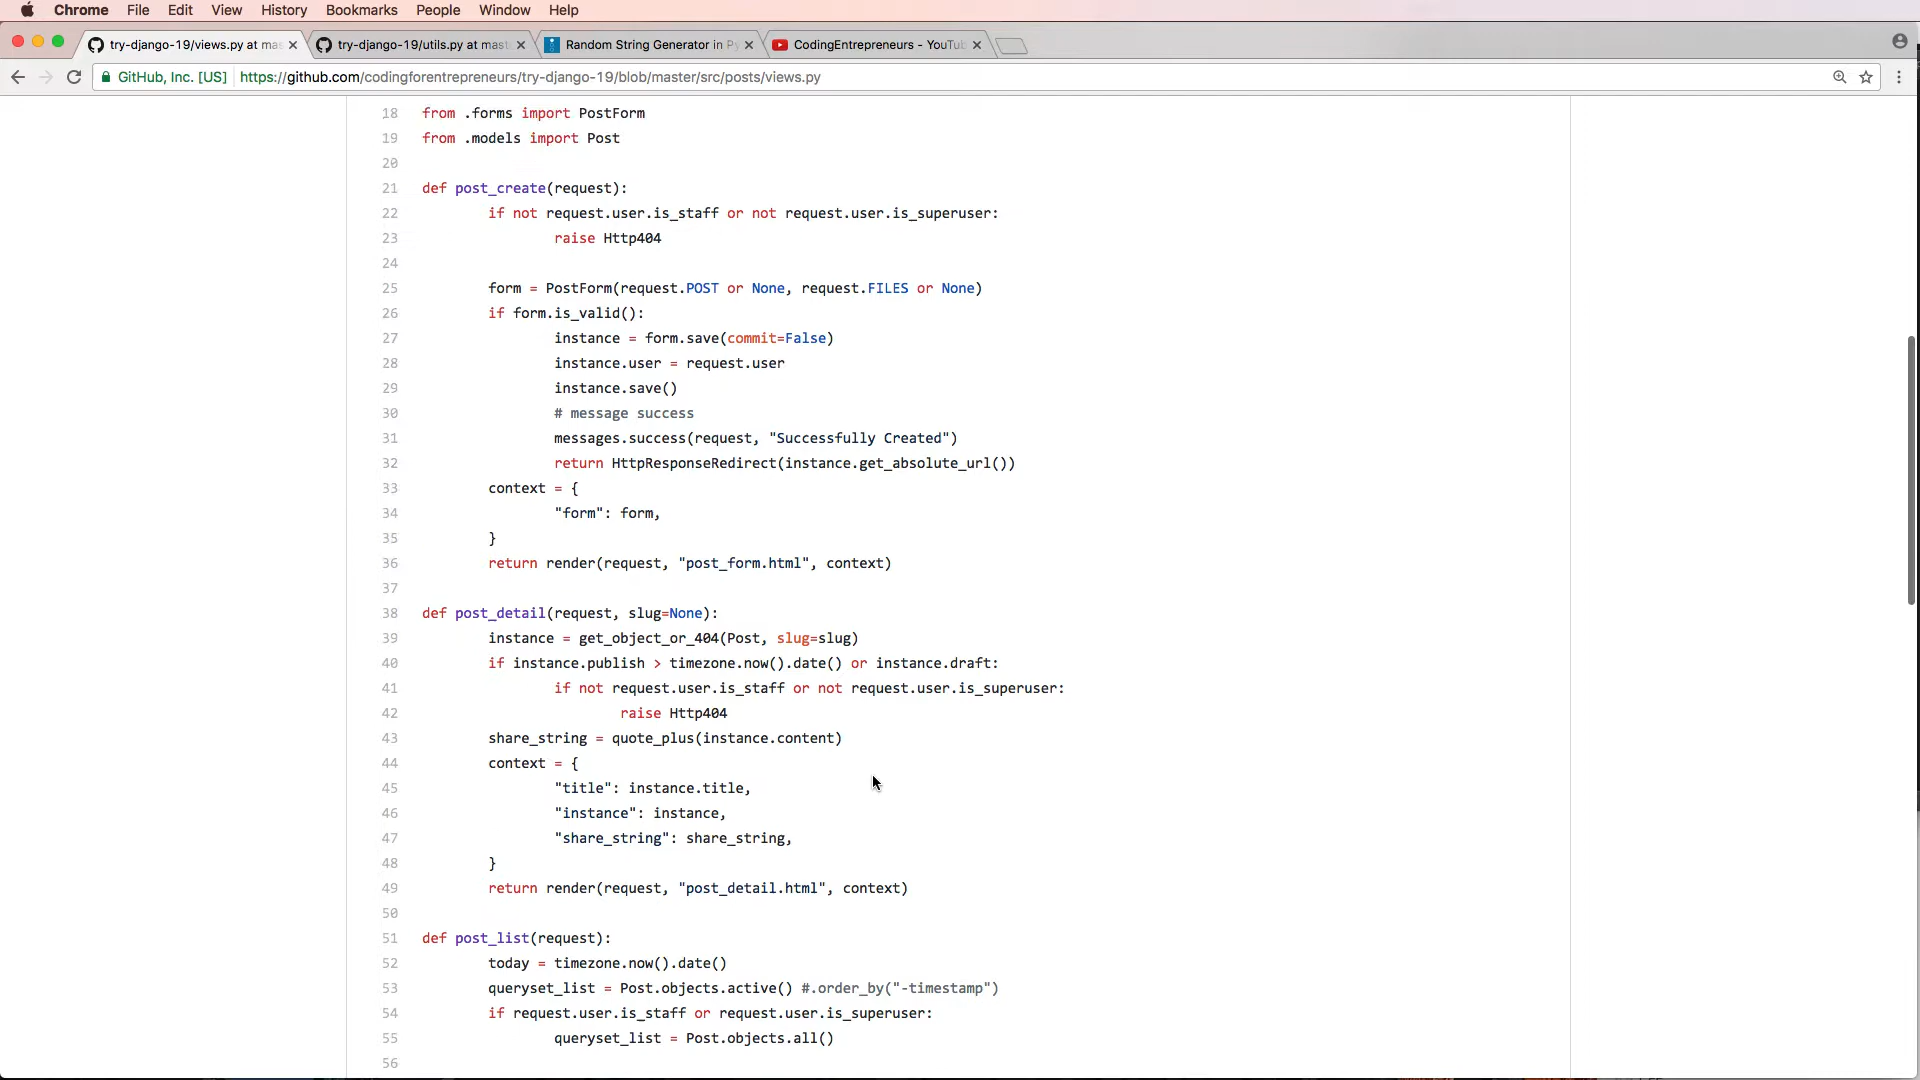 Chrome File Edit View History Bookmarks People Window Help
try-django-19/views.py at mas
try-django-19/utils.py at mast
Random String Generator in Py
CodingEntrepreneurs - YouTu
GitHub, Inc. [US] https://github.com/codingforentrepreneurs/try-django-19/blob/master/src/posts/views.py
18 from .forms import PostForm
19 from .models import Post
20
21 def post_create(request):
22 if not request.user.is_staff or not request.user.is_superuser:
23 raise Http404
24
25 form = PostForm(request.POST or None, request.FILES or None)
26 if form.is_valid():
27 instance = form.save(commit=False)
28 instance.user = request.user
29 instance.save()
30 # message success
31 messages.success(request, "Successfully Created")
32 return HttpResponseRedirect(instance.get_absolute_url())
33 context = {
34 "form": form,
35 }
36 return render(request, "post_form.html", context)
37
38 def post_detail(request, slug=None):
39 instance = get_object_or_404(Post, slug=slug)
40 if instance.publish > timezone.now().date() or instance.draft:
41 if not request.user.is_staff or not request.user.is_superuser:
42 raise Http404
43 share_string = quote_plus(instance.content)
44 context = {
45 "title": instance.title,
46 "instance": instance,
47 "share_string": share_string,
48 }
49 return render(request, "post_detail.html", context)
50
51 def post_list(request):
52 today = timezone.now().date()
53 queryset_list = Post.objects.active() #.order_by("-timestamp")
54 if request.user.is_staff or request.user.is_superuser:
55 queryset_list = Post.objects.all()
56